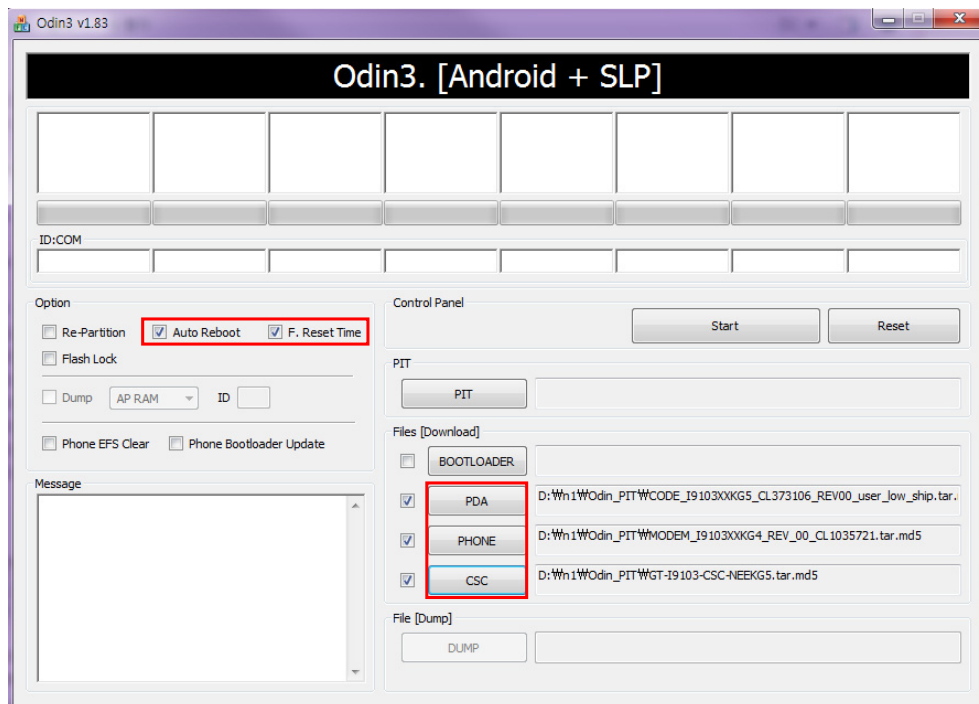 Odin3 v1.83
Odin3. [Android + SLP]
ID:COM
Option
Re-Partition Auto Reboot F. Reset Time
Flash Lock
Dump AP RAM ID
Phone EFS Clear Phone Bootloader Update
Message
Control Panel
Start Reset
PIT
PIT
Files [Download]
BOOTLOADER
PDA D:₩n1₩Odin_PIT₩CODE_I9103XXKG5_CL373106_REV00_user_low_ship.tar.
PHONE D:₩n1₩Odin_PIT₩MODEM_I9103XXKG4_REV_00_CL1035721.tar.md5
CSC D:₩n1₩Odin_PIT₩GT-I9103-CSC-NEEKG5.tar.md5
File [Dump]
DUMP